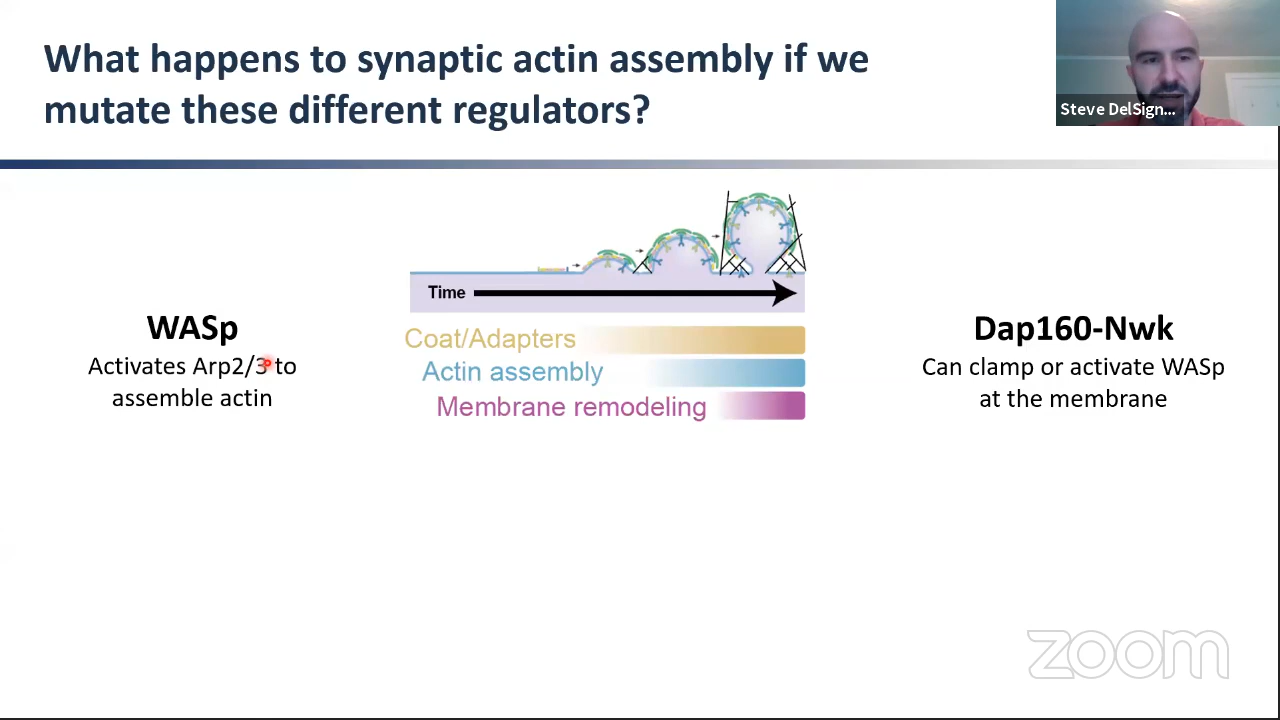 What happens to synaptic actin assembly if we
mutate these different regulators?
Steve DelSign...
Time
WASp
Activates Arp2/3 to
assemble actin
Coat/Adapters
Actin assembly
Membrane remodeling
Dap160-Nwk
Can clamp or activate WASp
at the membrane
zoom